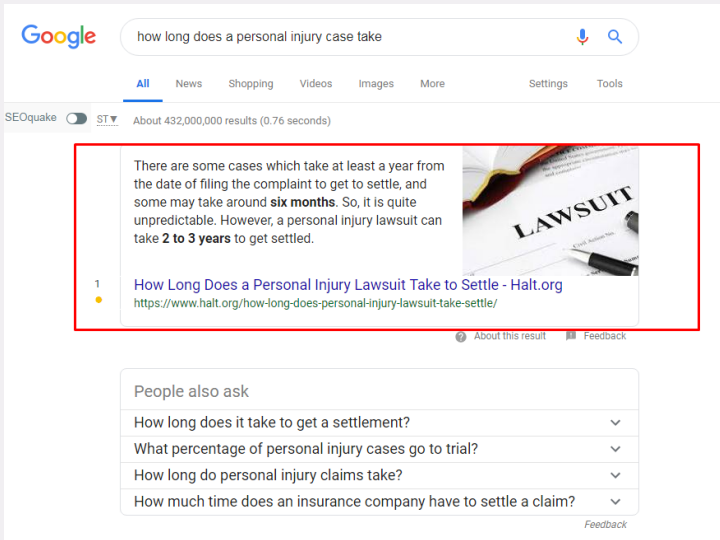 Google
how long does a personal injury case take
All News Shopping Videos Images More Settings Tools
SEOquake ST▼ About 432,000,000 results (0.76 seconds)
There are some cases which take at least a year from
the date of filing the complaint to get to settle, and
some may take around six months. So, it is quite
unpredictable. However, a personal injury lawsuit can
take 2 to 3 years to get settled.
LAWSUIT
Civil Action No.
1
How Long Does a Personal Injury Lawsuit Take to Settle - Halt.org
https://www.halt.org/how-long-does-personal-injury-lawsuit-take-settle/
About this result Feedback
People also ask
How long does it take to get a settlement?
What percentage of personal injury cases go to trial?
How long do personal injury claims take?
How much time does an insurance company have to settle a claim?
Feedback